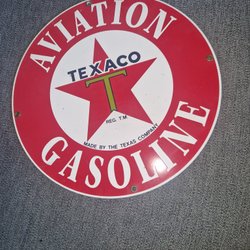 AVIATION
TEXACO
T
REG. T.M.
MADE BY THE TEXAS COMPANY
GASOLINE